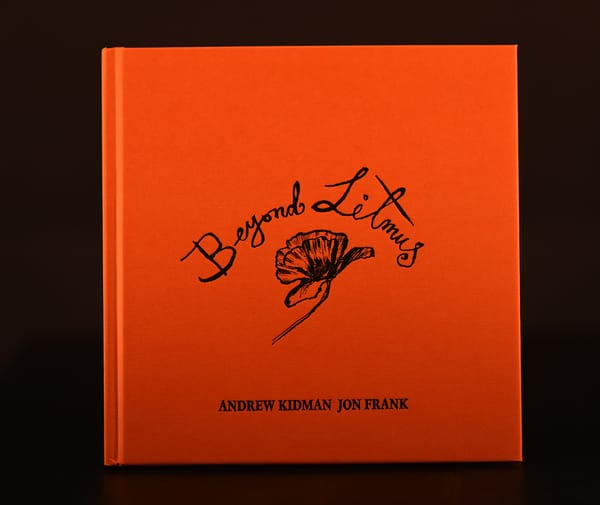 Beyond Litmus
ANDREW KIDMAN JON FRANK